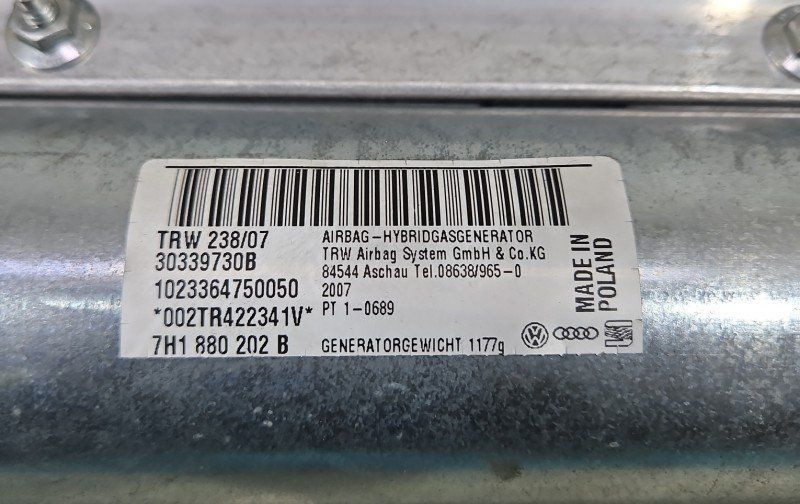 TRW 238/07
30339730B
1023364750050
*002TR422341V*
7H1 880 202 B
AIRBAG-HYBRIDGASGENERATOR
TRW Airbag System GmbH & Co.KG
84544 Aschau Tel.08638/965-0
2007
PT 1-0689
GENERATORGEWICHT 1177g
MADE IN
POLAND